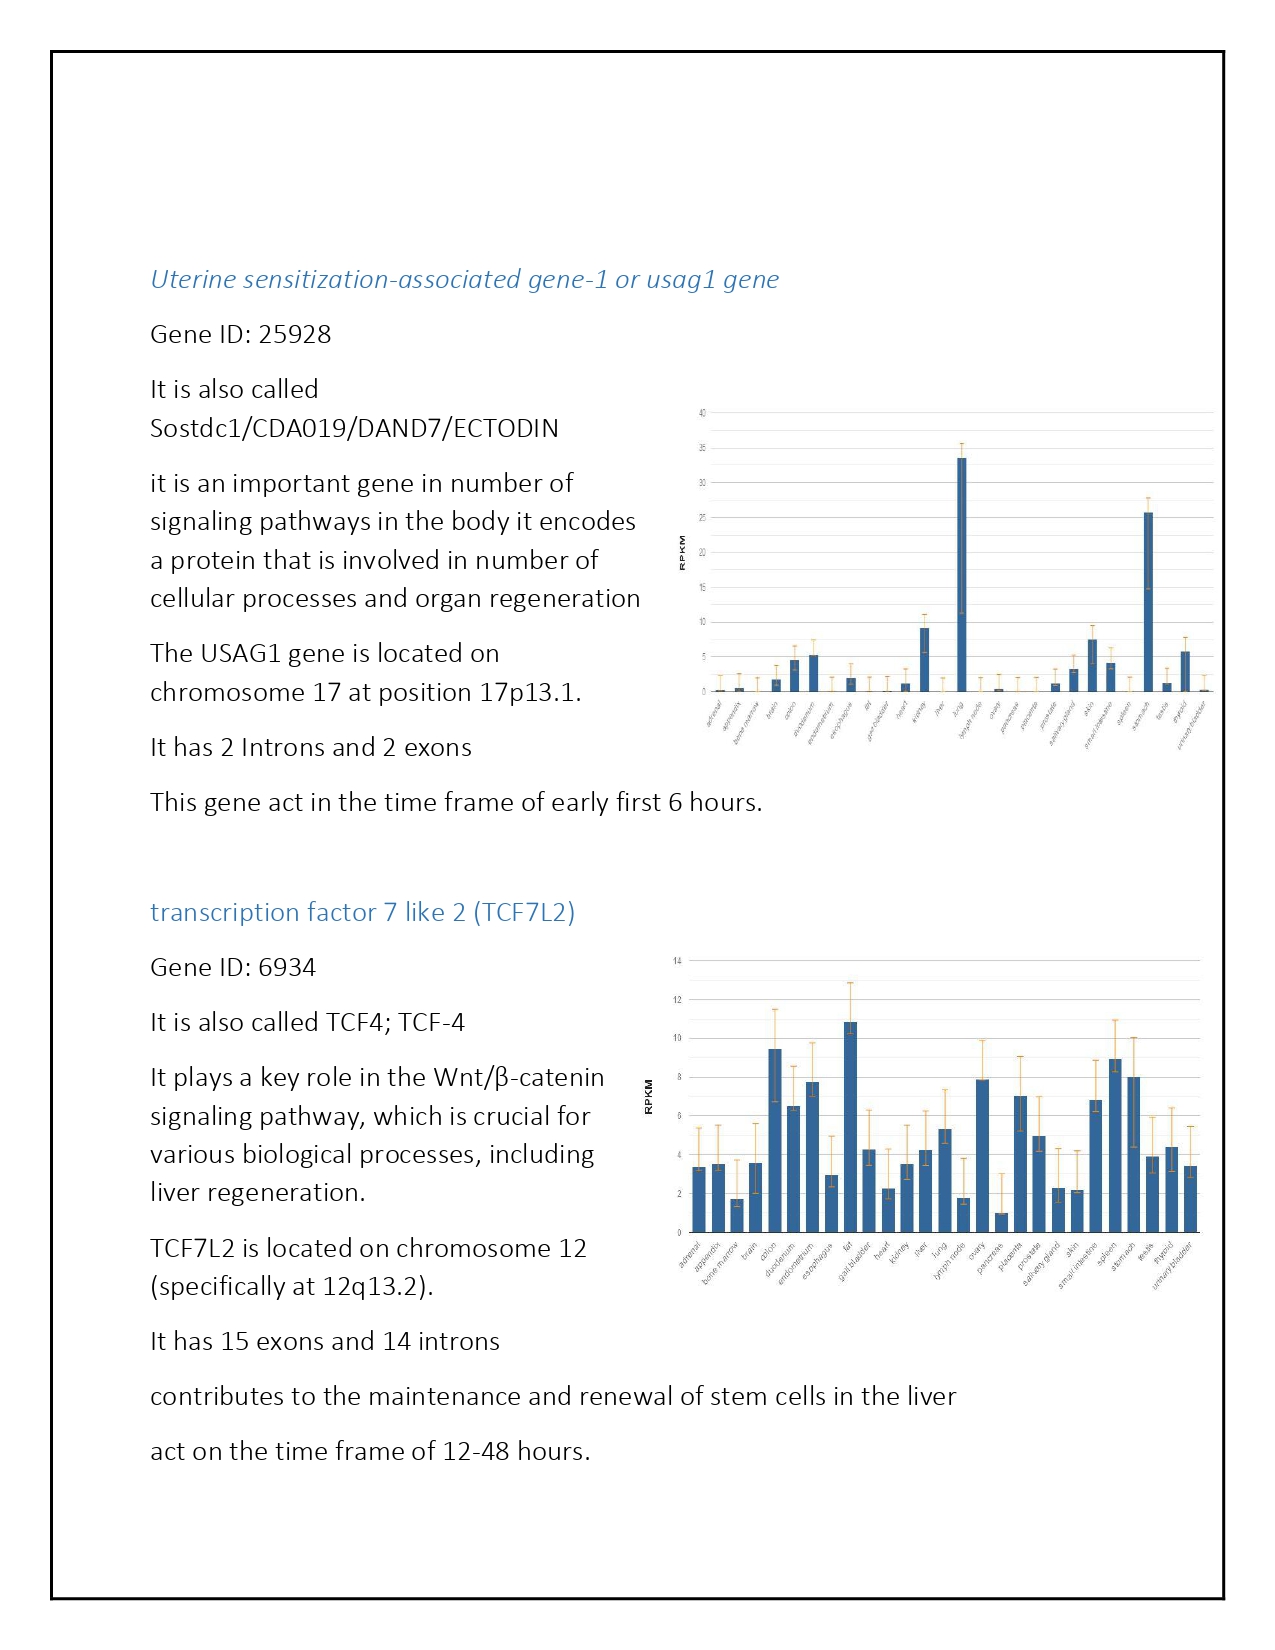 Uterine sensitization-associated gene-1 or usag1 gene
Gene ID: 25928
It is also called
Sostdc1/CDA019/DAND7/ECTODIN
it is an important gene in number of
signaling pathways in the body it encodes
a protein that is involved in number of
cellular processes and organ regeneration
The USAG1 gene is located on
chromosome 17 at position 17p13.1.
It has 2 Introns and 2 exons
This gene act in the time frame of early first 6 hours.
RPKM
40
35
30
25
20
15
10
5
0
adrenal
appendix
bone marrow
brain
colon
duodenum
endometrium
esophagus
fat
gall bladder
heart
kidney
liver
lung
lymph node
ovary
pancreas
placenta
prostate
salivary gland
skin
small intestine
spleen
stomach
testis
thyroid
urinary bladder
transcription factor 7 like 2 (TCF7L2)
Gene ID: 6934
It is also called TCF4; TCF-4
It plays a key role in the Wnt/β-catenin
signaling pathway, which is crucial for
various biological processes, including
liver regeneration.
TCF7L2 is located on chromosome 12
(specifically at 12q13.2).
It has 15 exons and 14 introns
contributes to the maintenance and renewal of stem cells in the liver
act on the time frame of 12-48 hours.
RPKM
14
12
10
8
6
4
2
0
adrenal
appendix
bone marrow
brain
colon
duodenum
endometrium
esophagus
fat
gall bladder
heart
kidney
liver
lung
lymph node
ovary
pancreas
placenta
prostate
salivary gland
skin
small intestine
spleen
stomach
testis
thyroid
urinary bladder